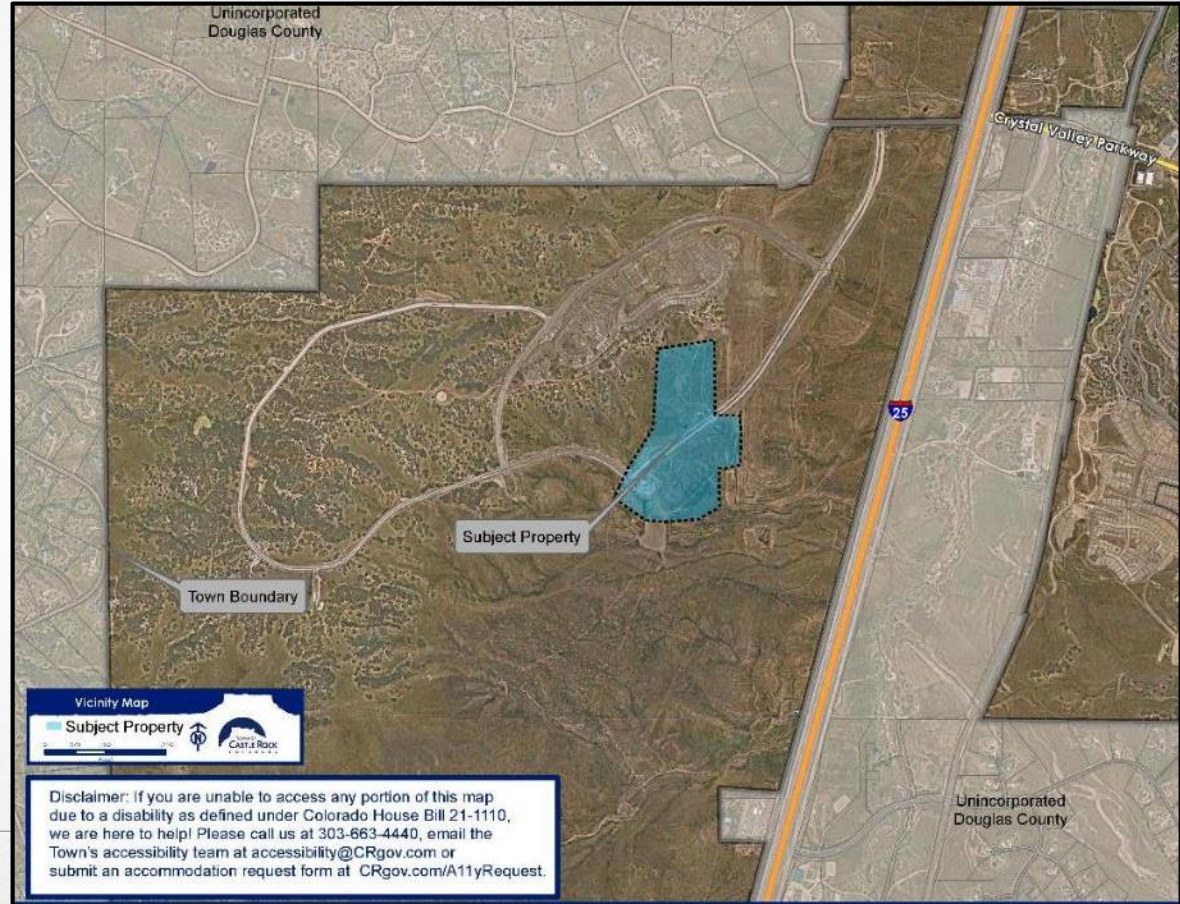 Unincorporated
Douglas County
Crystal Valley Parkway
25
Subject Property
Town Boundary
Vicinity Map
Subject Property
N
CASTLE ROCK
COLORADO
Disclaimer: If you are unable to access any portion of this map
due to a disability as defined under Colorado House Bill 21-1110,
we are here to help! Please call us at 303-663-4440, email the
Town's accessibility team at accessibility@CRgov.com or
submit an accommodation request form at CRgov.com/A11yRequest.
Unincorporated
Douglas County